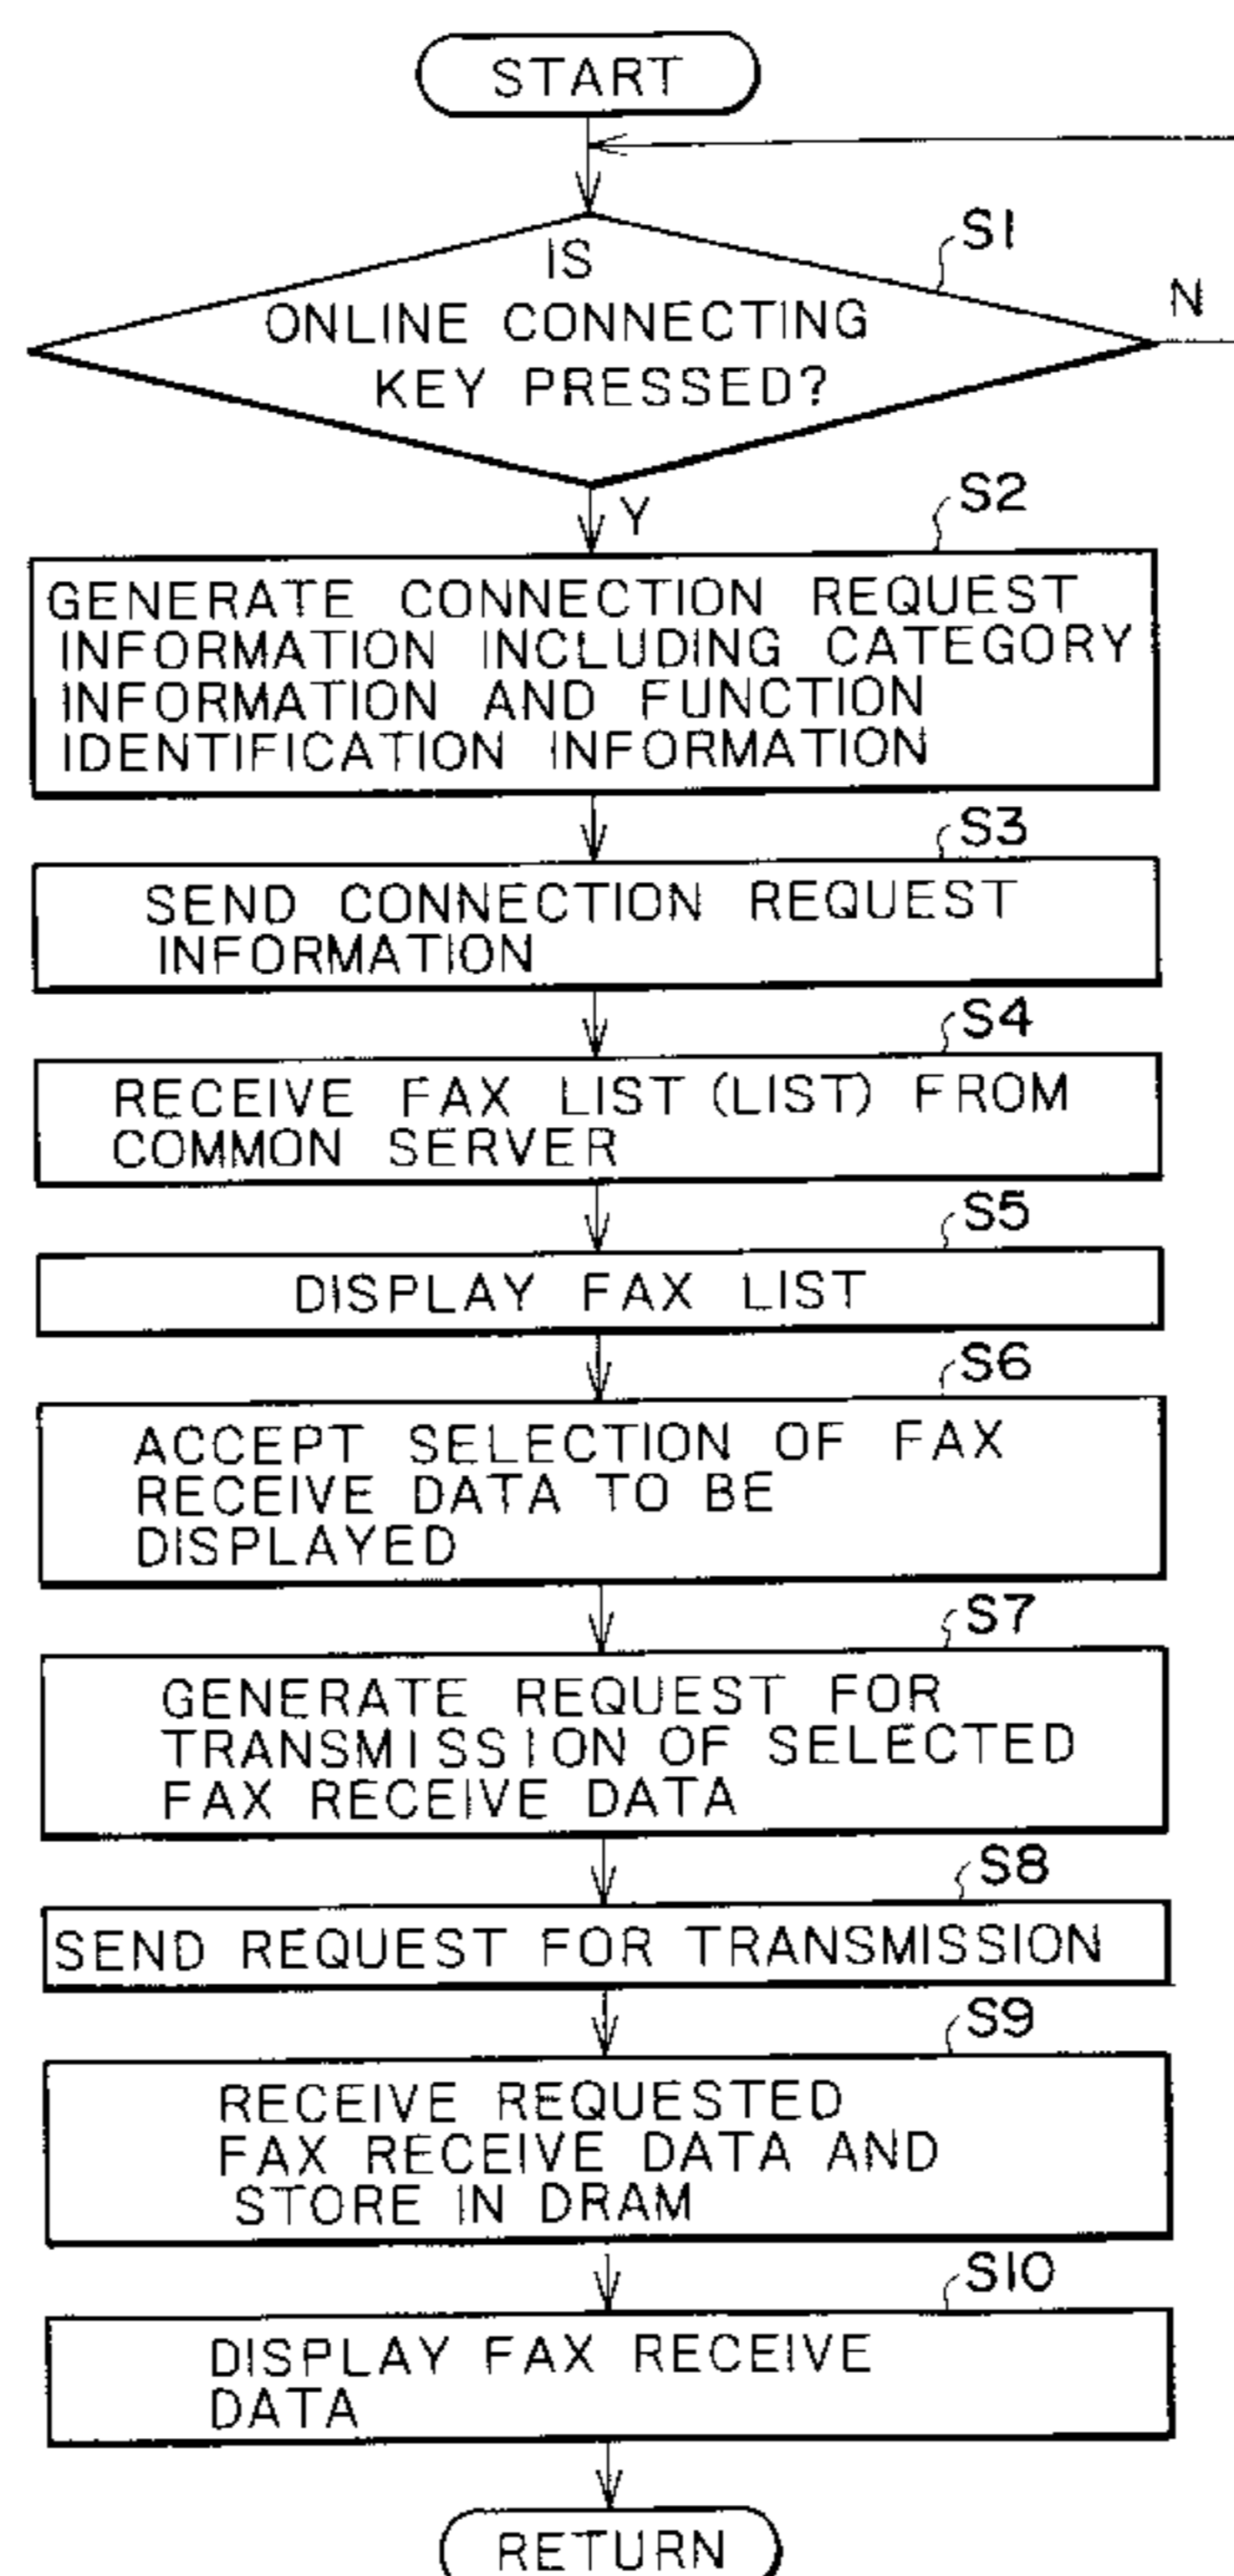 START
S1
IS
ONLINE CONNECTING
KEY PRESSED?
N
Y
S2
GENERATE CONNECTION REQUEST
INFORMATION INCLUDING CATEGORY
INFORMATION AND FUNCTION
IDENTIFICATION INFORMATION
S3
SEND CONNECTION REQUEST
INFORMATION
S4
RECEIVE FAX LIST (LIST) FROM
COMMON SERVER
S5
DISPLAY FAX LIST
S6
ACCEPT SELECTION OF FAX
RECEIVE DATA TO BE
DISPLAYED
S7
GENERATE REQUEST FOR
TRANSMISSION OF SELECTED
FAX RECEIVE DATA
S8
SEND REQUEST FOR TRANSMISSION
S9
RECEIVE REQUESTED
FAX RECEIVE DATA AND
STORE IN DRAM
S10
DISPLAY FAX RECEIVE
DATA
RETURN